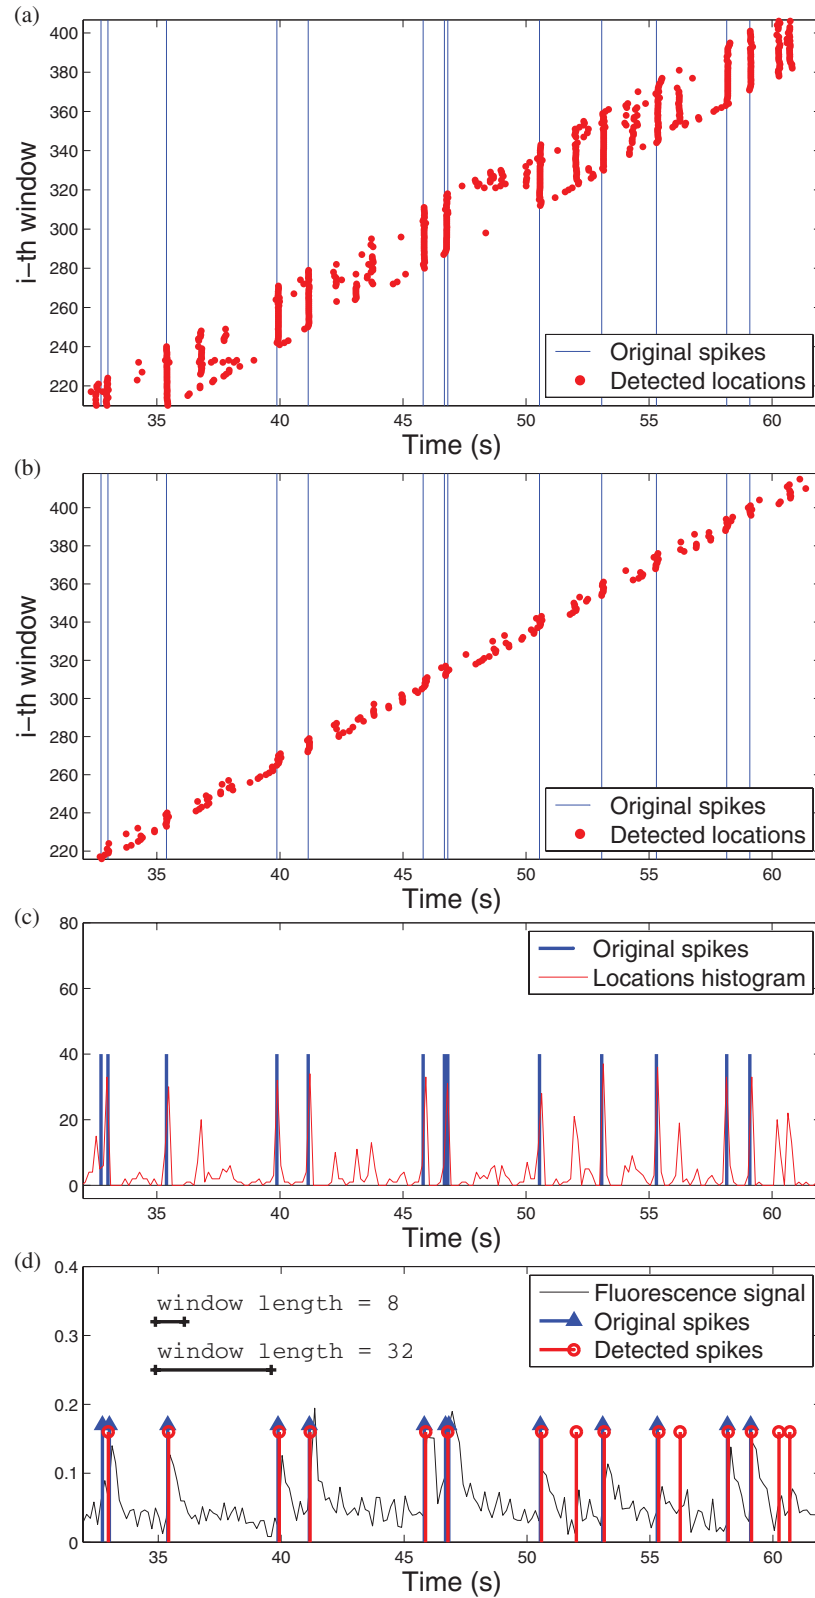 (a)
400
380
360
340
320
300
280
260
240
220
i−th window
Original spikes
Detected locations
35 40 45 50 55 60
Time (s)
(b)
400
380
360
340
320
300
280
260
240
220
i−th window
Original spikes
Detected locations
35 40 45 50 55 60
Time (s)
(c)
80
60
40
20
0
Original spikes
Locations histogram
35 40 45 50 55 60
Time (s)
(d)
0.4
0.3
0.2
0.1
0
window length = 8
window length = 32
Fluorescence signal
Original spikes
Detected spikes
35 40 45 50 55 60
Time (s)